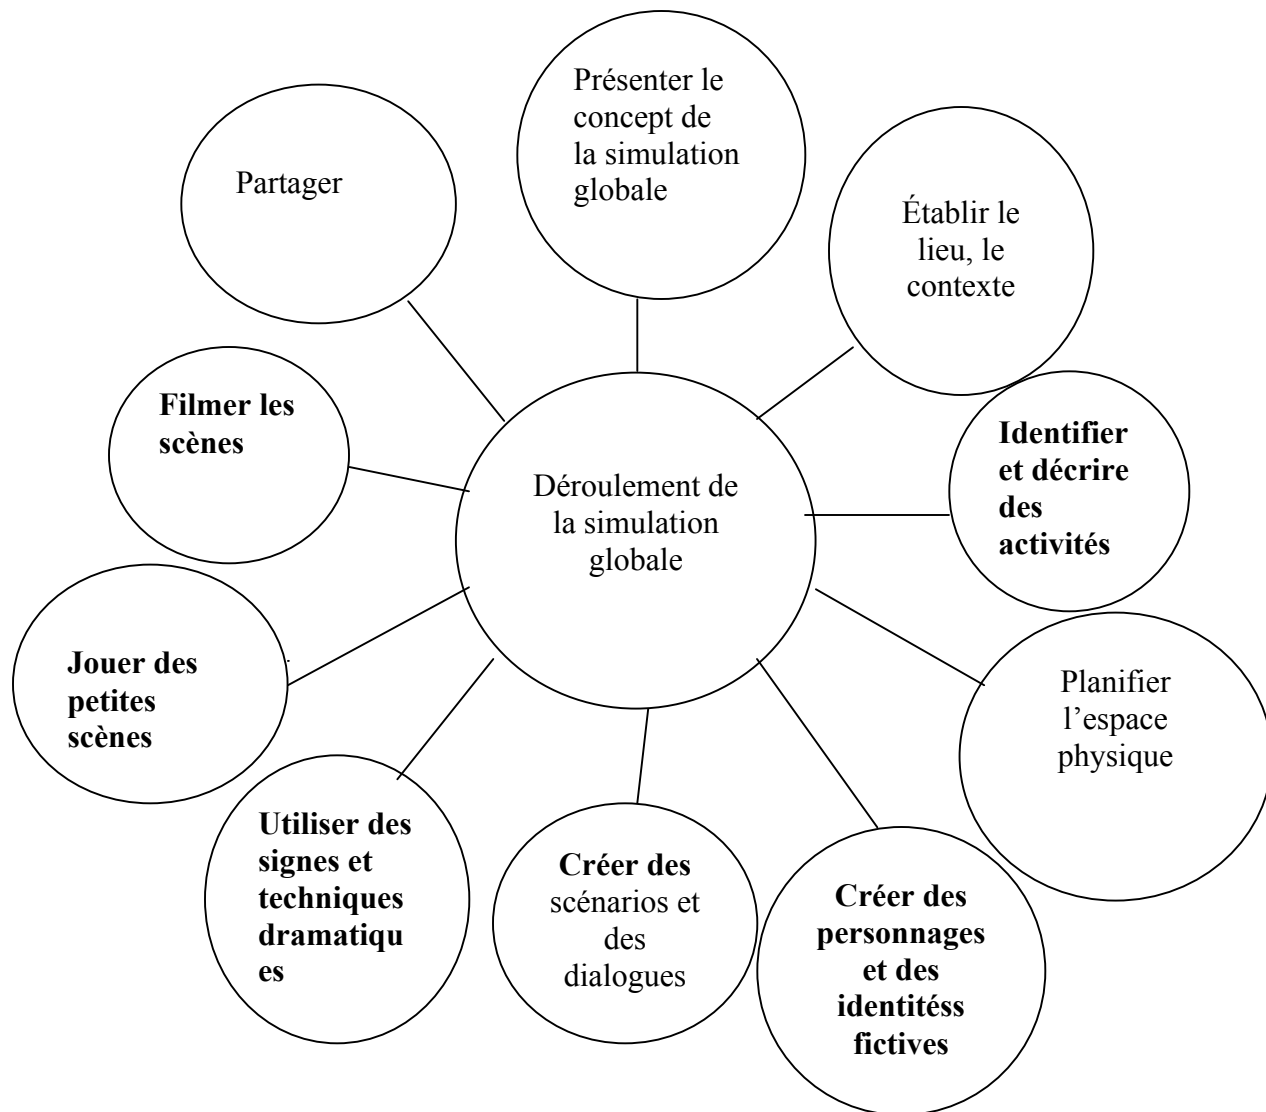 Présenter le
concept de
la simulation
globale
Partager
Établir le
lieu, le
contexte
Filmer les
scènes
Identifier
et décrire
des
activités
Déroulement de
la simulation
globale
Jouer des
petites
scènes
Planifier
l’espace
physique
Utiliser des
signes et
techniques
dramatiqu
es
Créer des
scénarios et
des
dialogues
Créer des
personnages
et des
identitéss
fictives